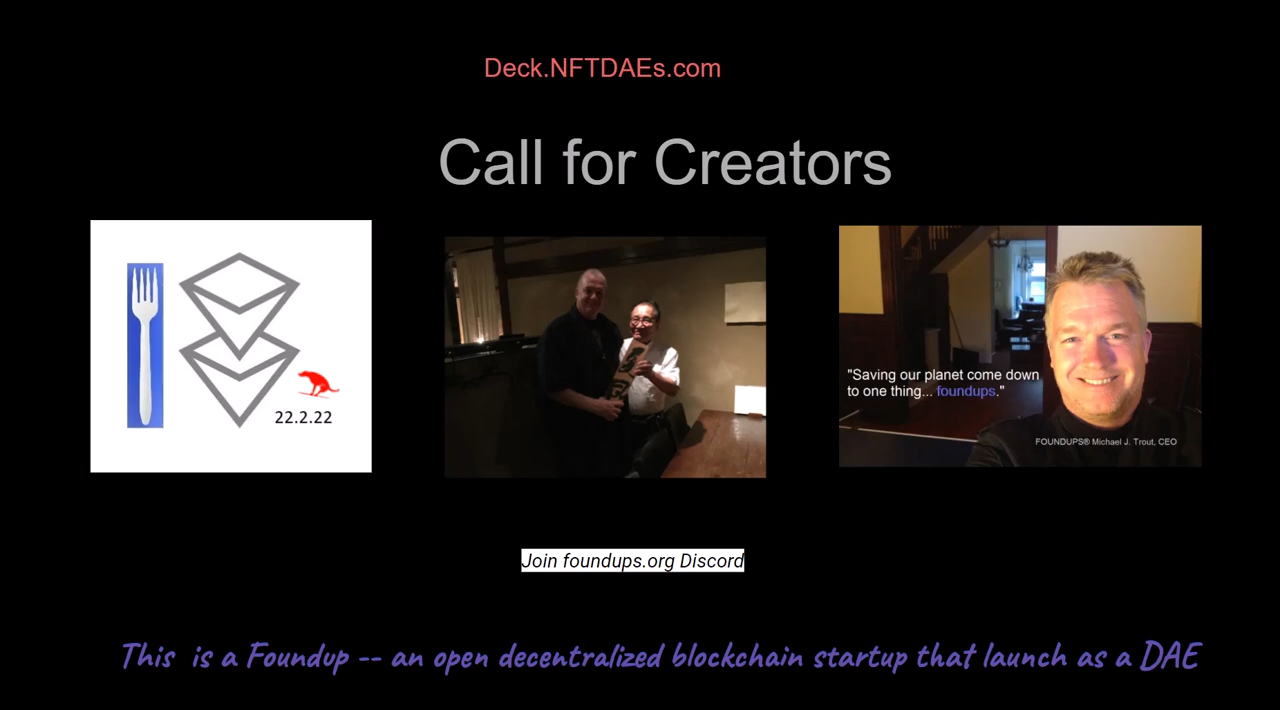 Deck.NFTDAEs.com
Call for Creators
22.2.22
"Saving our planet come down
to one thing... foundups."
FOUNDUPS® Michael J. Trout, CEO
Join foundups.org Discord
This is a Foundup -- an open decentralized blockchain startup that launch as a DAE